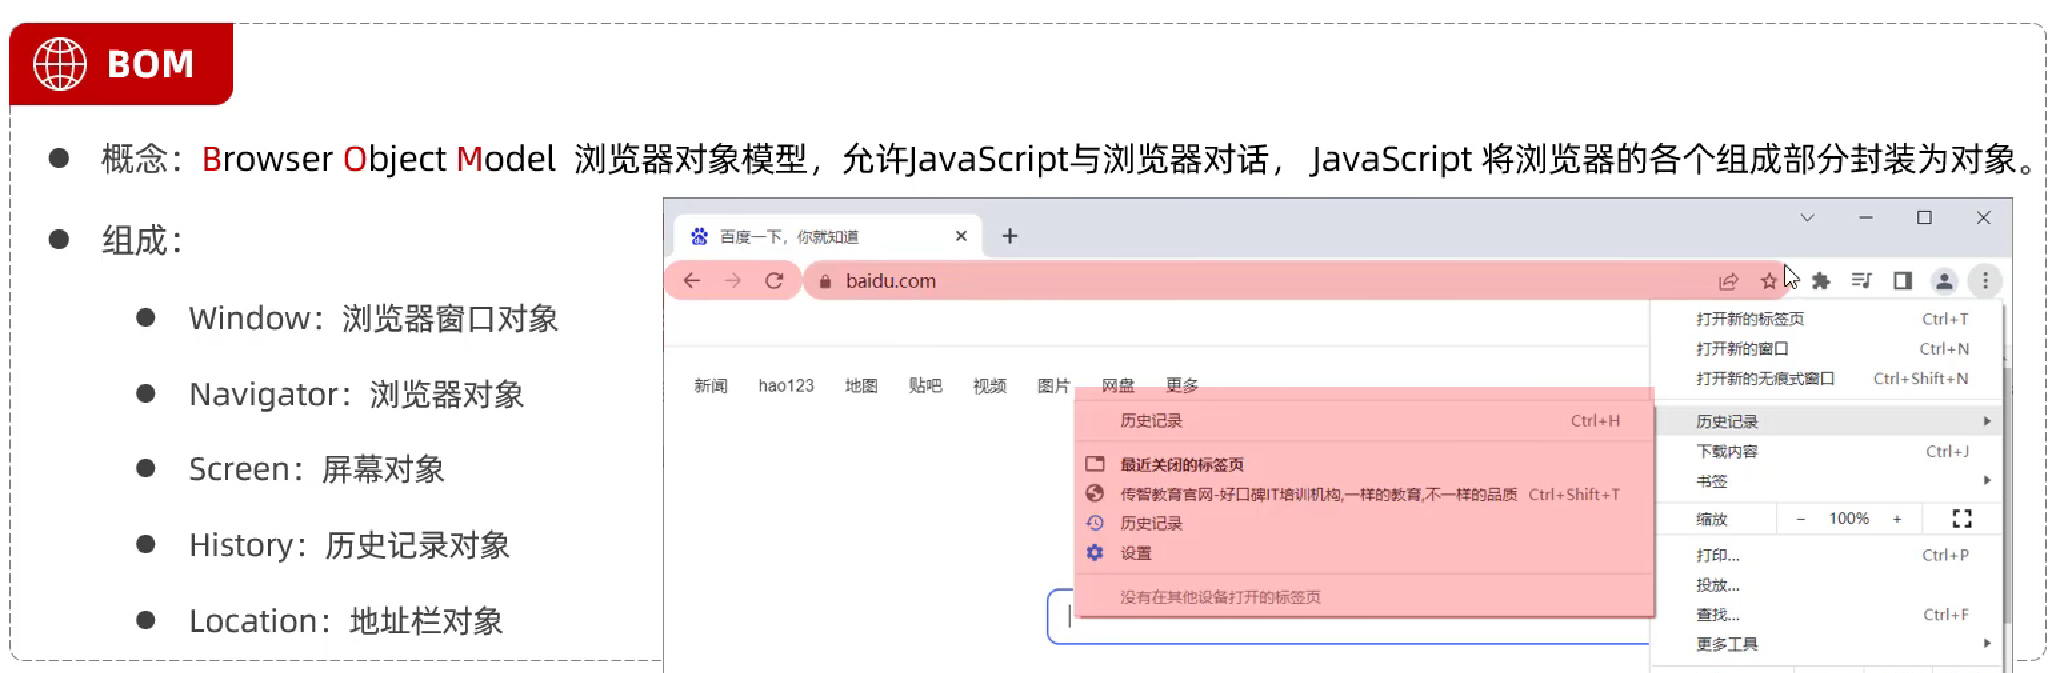 BOM
概念：Browser Object Model 浏览器对象模型，允许JavaScript与浏览器对话， JavaScript 将浏览器的各个组成部分封装为对象。
组成：
Window：浏览器窗口对象
Navigator：浏览器对象
Screen：屏幕对象
History：历史记录对象
Location：地址栏对象
百度一下，你就知道
baidu.com
新闻 hao123 地图 贴吧 视频 图片 网盘 更多
历史记录 Ctrl+H
最近关闭的标签页
传智教育官网-好口碑IT培训机构,一样的教育,不一样的品质 Ctrl+Shift+T
历史记录
设置
没有在其他设备打开的标签页
打开新的标签页 Ctrl+T
打开新的窗口 Ctrl+N
打开新的无痕式窗口 Ctrl+Shift+N
历史记录
下载内容 Ctrl+J
书签
缩放 − 100% +
打印... Ctrl+P
投放...
查找... Ctrl+F
更多工具